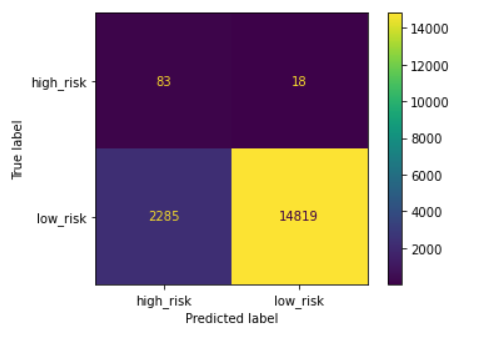 14000
high_risk 83 18
12000
10000
True label
8000
6000
low_risk 2285 14819
4000
2000
high_risk low_risk
Predicted label